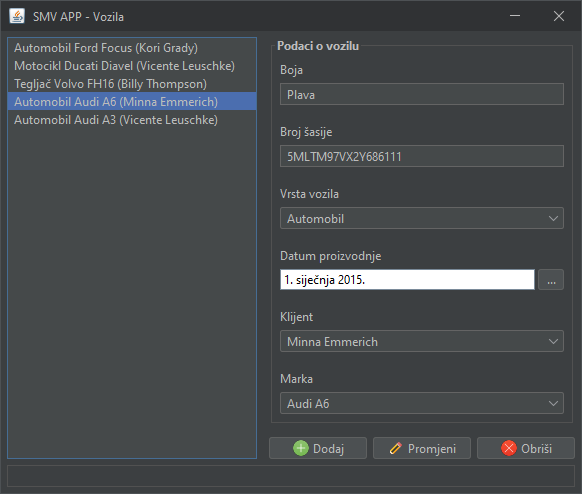 SMV APP - Vozila
Automobil Ford Focus (Kori Grady)
Motocikl Ducati Diavel (Vicente Leuschke)
Tegljač Volvo FH16 (Billy Thompson)
Automobil Audi A6 (Minna Emmerich)
Automobil Audi A3 (Vicente Leuschke)
Podaci o vozilu
Boja
Plava
Broj šasije
5MLTM97VX2Y686111
Vrsta vozila
Automobil
Datum proizvodnje
1. siječnja 2015.
...
Klijent
Minna Emmerich
Marka
Audi A6
Dodaj
Promjeni
Obriši